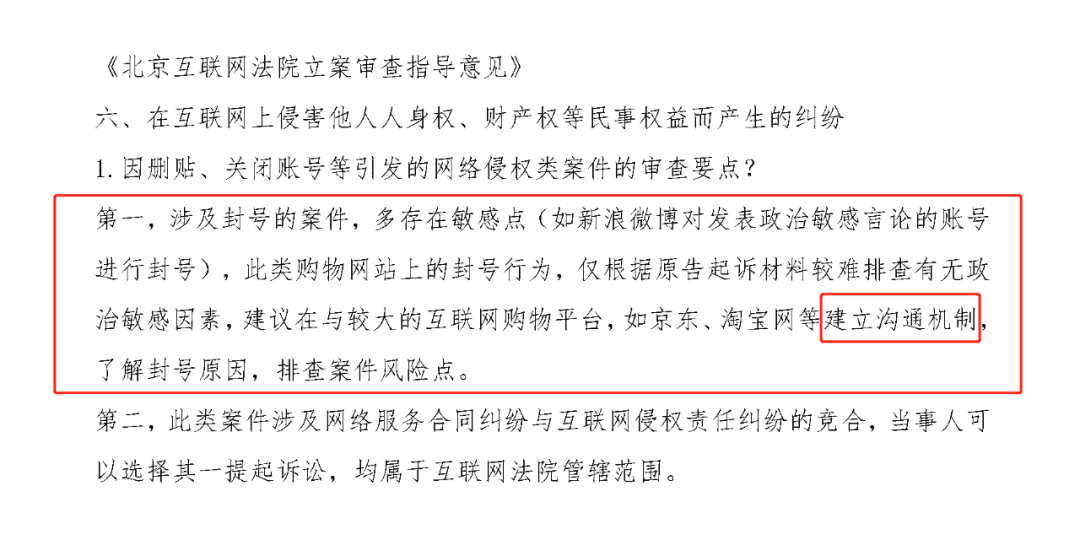 《北京互联网法院立案审查指导意见》
六、在互联网上侵害他人人身权、财产权等民事权益而产生的纠纷
1.因删贴、关闭账号等引发的网络侵权类案件的审查要点？
第一，涉及封号的案件，多存在敏感点（如新浪微博对发表政治敏感言论的账号
进行封号），此类购物网站上的封号行为，仅根据原告起诉材料较难排查有无政
治敏感因素，建议在与较大的互联网购物平台，如京东、淘宝网等建立沟通机制，
了解封号原因，排查案件风险点。
第二，此类案件涉及网络服务合同纠纷与互联网侵权责任纠纷的竞合，当事人可
以选择其一提起诉讼，均属于互联网法院管辖范围。